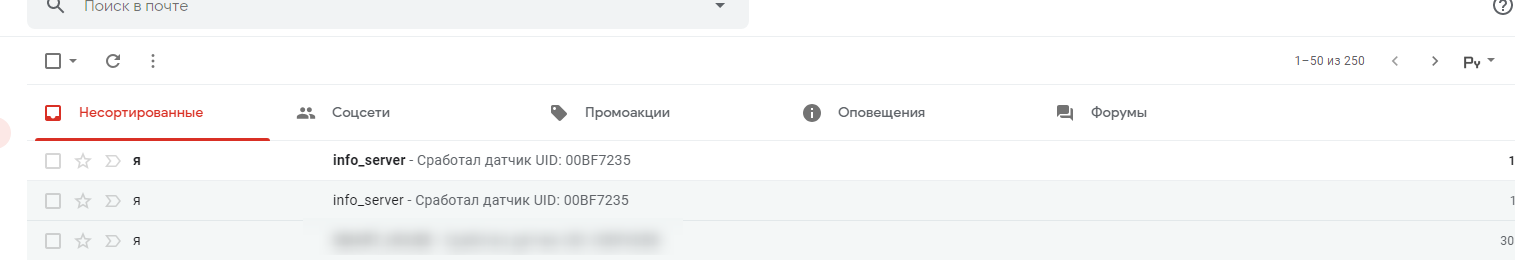 Поиск в почте
1–50 из 250
Ру
Несортированные
Соцсети
Промоакции
Оповещения
Форумы
я
info_server - Сработал датчик UID: 00BF7235
1
я
info_server - Сработал датчик UID: 00BF7235
1
я
30